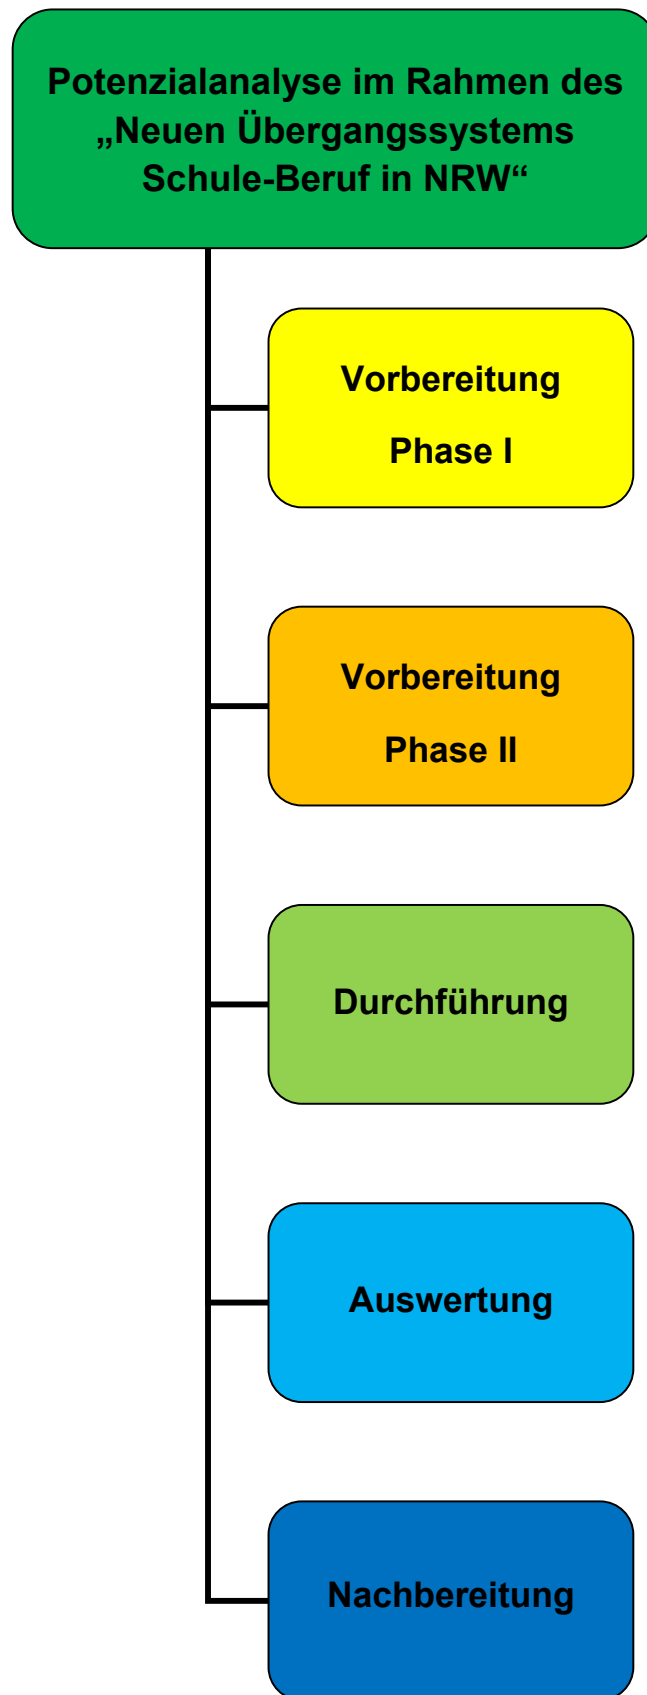 Potenzialanalyse im Rahmen des
„Neuen Übergangssystems
Schule-Beruf in NRW“
Vorbereitung
Phase I
Vorbereitung
Phase II
Durchführung
Auswertung
Nachbereitung